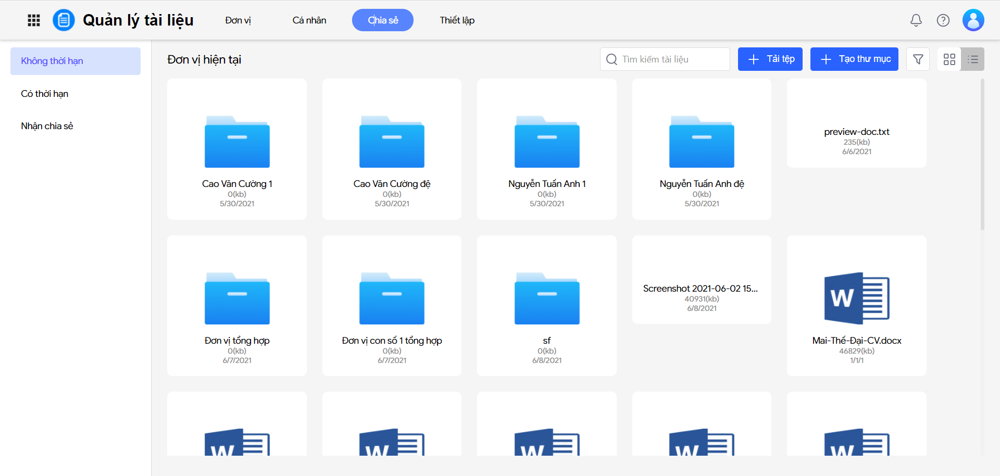 Quản lý tài liệu
Đơn vị
Cá nhân
Chia sẻ
Thiết lập
Không thời hạn
Có thời hạn
Nhận chia sẻ
Đơn vị hiện tại
Tìm kiếm tài liệu
Tải tệp
Tạo thư mục
Cao Văn Cường 1
0(kb)
5/30/2021
Cao Văn Cường đệ
0(kb)
5/30/2021
Nguyễn Tuấn Anh 1
0(kb)
5/30/2021
Nguyễn Tuấn Anh đệ
0(kb)
5/30/2021
preview-doc.txt
235(kb)
6/6/2021
Đơn vị tổng hợp
0(kb)
6/7/2021
Đơn vị con số 1 tổng hợp
0(kb)
6/7/2021
sf
0(kb)
6/8/2021
Screenshot 2021-06-02 15...
40931(kb)
6/8/2021
W
Mai-Thế-Đại-CV.docx
46829(kb)
1/1/1
W
W
W
W
W